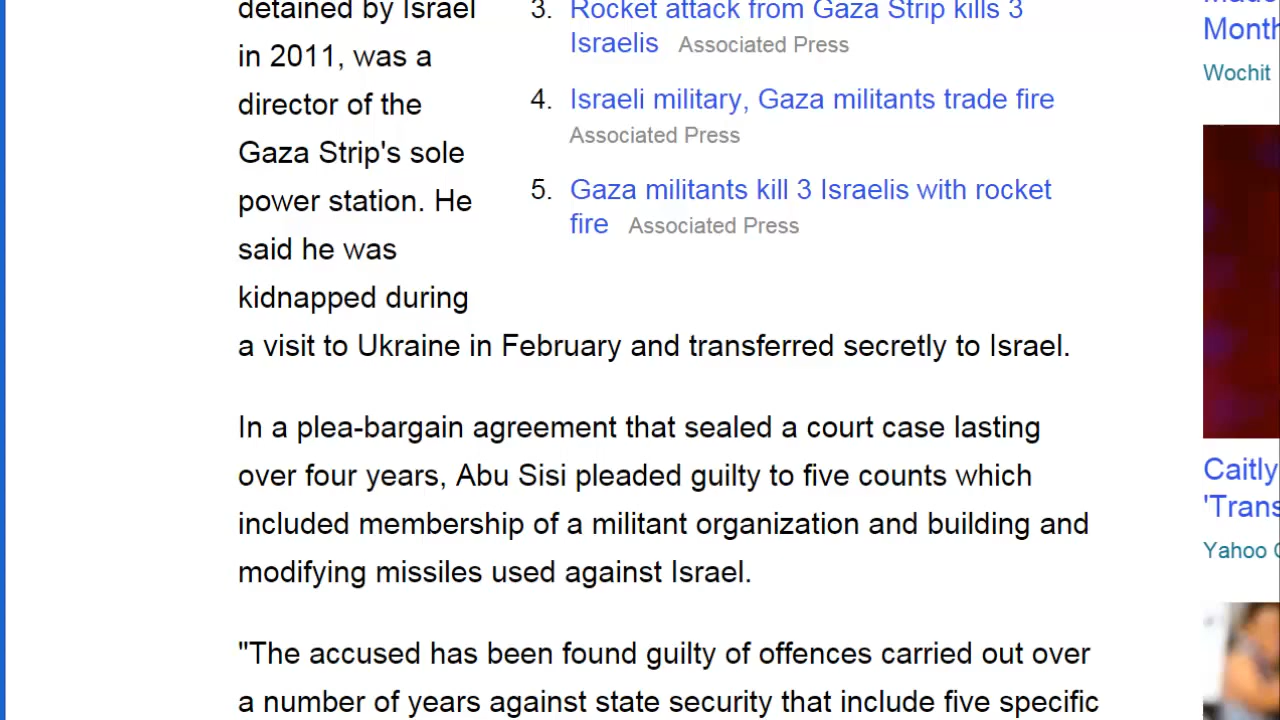 detained by Israel
in 2011, was a
director of the
Gaza Strip's sole
power station. He
said he was
kidnapped during
a visit to Ukraine in February and transferred secretly to Israel.
In a plea-bargain agreement that sealed a court case lasting
over four years, Abu Sisi pleaded guilty to five counts which
included membership of a militant organization and building and
modifying missiles used against Israel.
"The accused has been found guilty of offences carried out over
a number of years against state security that include five specific
3. Rocket attack from Gaza Strip kills 3
Israelis Associated Press
4. Israeli military, Gaza militants trade fire
Associated Press
5. Gaza militants kill 3 Israelis with rocket
fire Associated Press
Month
Wochit
Caitly
'Trans
Yahoo